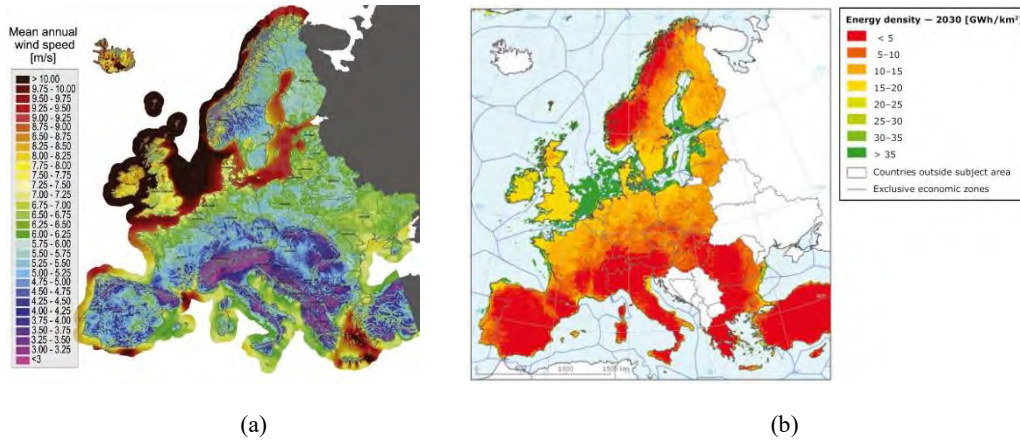 Mean annual
wind speed
[m/s]
> 10.00
9.75 - 10.00
9.50 - 9.75
9.25 - 9.50
9.00 - 9.25
8.75 - 9.00
8.50 - 8.75
8.25 - 8.50
8.00 - 8.25
7.75 - 8.00
7.50 - 7.75
7.25 - 7.50
7.00 - 7.25
6.75 - 7.00
6.50 - 6.75
6.25 - 6.50
6.00 - 6.25
5.75 - 6.00
5.50 - 5.75
5.25 - 5.50
5.00 - 5.25
4.75 - 5.00
4.50 - 4.75
4.25 - 4.50
4.00 - 4.25
3.75 - 4.00
3.50 - 3.75
3.25 - 3.50
3.00 - 3.25
<3
(a)
Energy density — 2030 [GWh/km²]
< 5
5–10
10–15
15–20
20–25
25–30
30–35
> 35
Countries outside subject area
Exclusive economic zones
(b)